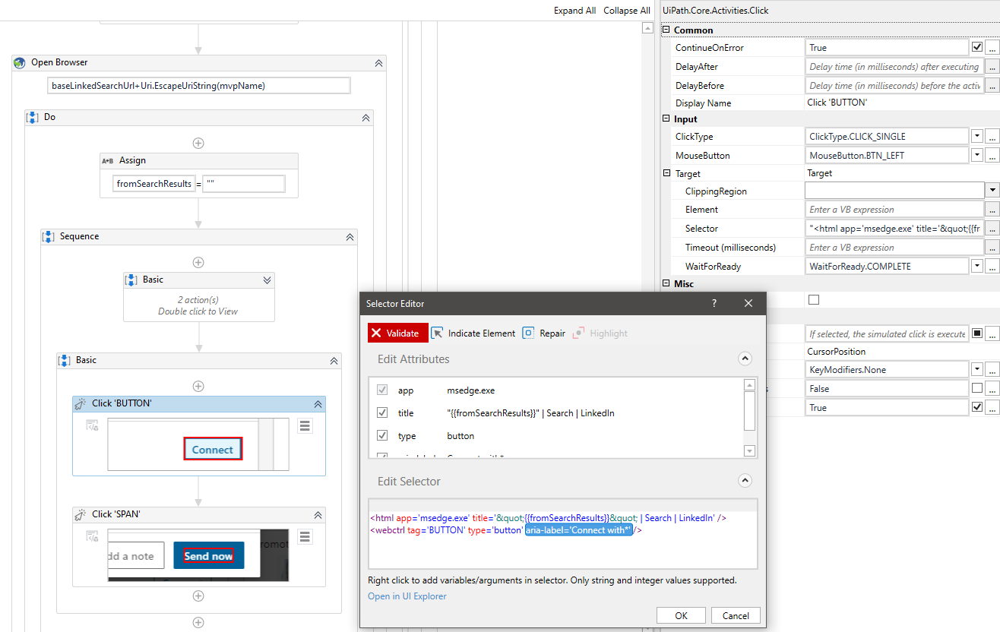 Expand All Collapse All
Open Browser
baseLinkedSearchUrl+Uri.EscapeUriString(mvpName)
Do
A+B Assign
fromSearchResults = ""
Sequence
Basic
2 action(s)
Double click to View
Basic
Click 'BUTTON'
Connect
Click 'SPAN'
dd a note
Send now
romot
UiPath.Core.Activities.Click
Common
ContinueOnError True ...
DelayAfter Delay time (in milliseconds) after executing ...
DelayBefore Delay time (in milliseconds) before the activ ...
Display Name Click 'BUTTON'
Input
ClickType ClickType.CLICK_SINGLE ...
MouseButton MouseButton.BTN_LEFT ...
Target Target
ClippingRegion
Element Enter a VB expression ...
Selector "<html app='msedge.exe' title='&quot;{{fr ...
Timeout (milliseconds) Enter a VB expression ...
WaitForReady WaitForReady.COMPLETE ...
Misc
If selected, the simulated click is execute ...
CursorPosition
KeyModifiers.None ...
s False ...
True ...
Selector Editor ?
Validate Indicate Element Repair Highlight
Edit Attributes
app msedge.exe
title "{{fromSearchResults}}" | Search | LinkedIn
type button
Edit Selector
<html app='msedge.exe' title='&quot;{{fromSearchResults}}&quot; | Search | LinkedIn' />
<webctrl tag='BUTTON' type='button' aria-label='Connect with*' />
Right click to add variables/arguments in selector. Only string and integer values supported.
Open in UI Explorer
OK Cancel